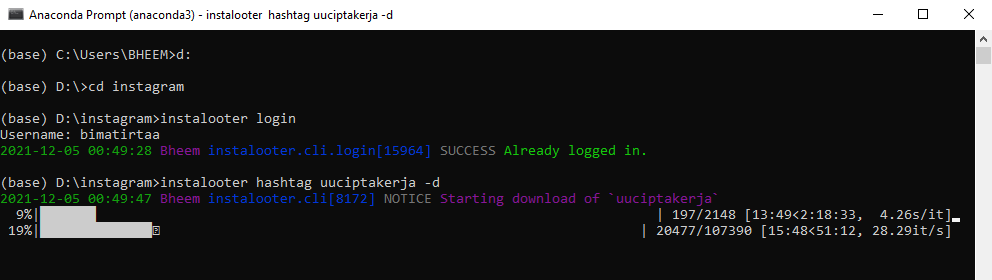 Anaconda Prompt (anaconda3) - instalooter hashtag uuciptakerja -d
(base) C:\Users\BHEEM>d:
(base) D:\>cd instagram
(base) D:\instagram>instalooter login
Username: bimatirtaa
2021-12-05 00:49:28 Bheem instalooter.cli.login[15964] SUCCESS Already logged in.
(base) D:\instagram>instalooter hashtag uuciptakerja -d
2021-12-05 00:49:47 Bheem instalooter.cli[8172] NOTICE Starting download of `uuciptakerja`
9%| | 197/2148 [13:49<2:18:33, 4.26s/it]
19%| | 20477/107390 [15:48<51:12, 28.29it/s]